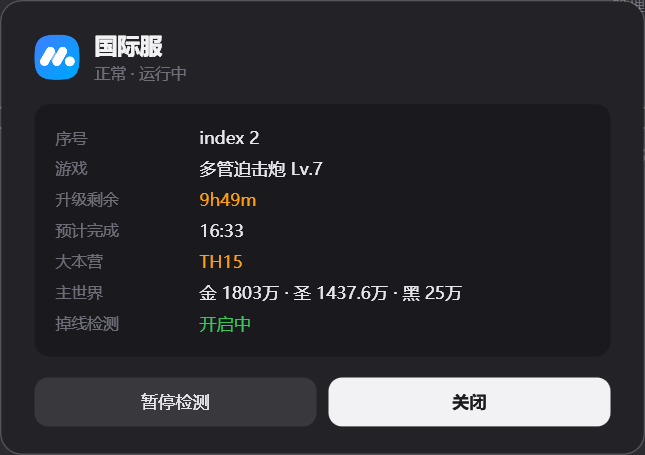 国际服
正常 · 运行中
序号 index 2
游戏 多管迫击炮 Lv.7
升级剩余 9h49m
预计完成 16:33
大本营 TH15
主世界 金 1803万 · 圣 1437.6万 · 黑 25万
掉线检测 开启中
暂停检测 关闭